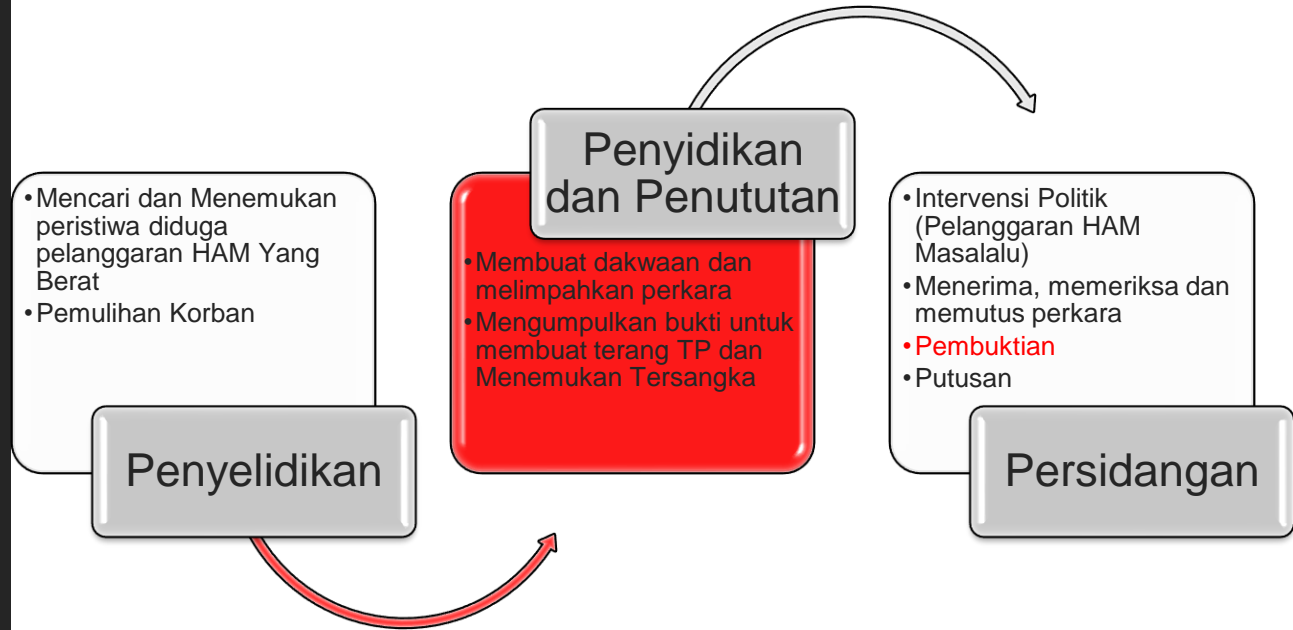 •Mencari dan Menemukan
peristiwa diduga
pelanggaran HAM Yang
Berat
•Pemulihan Korban
Penyelidikan
Penyidikan
dan Penututan
•Membuat dakwaan dan
melimpahkan perkara
•Mengumpulkan bukti untuk
membuat terang TP dan
Menemukan Tersangka
•Intervensi Politik
(Pelanggaran HAM
Masalalu)
•Menerima, memeriksa dan
memutus perkara
•Pembuktian
•Putusan
Persidangan